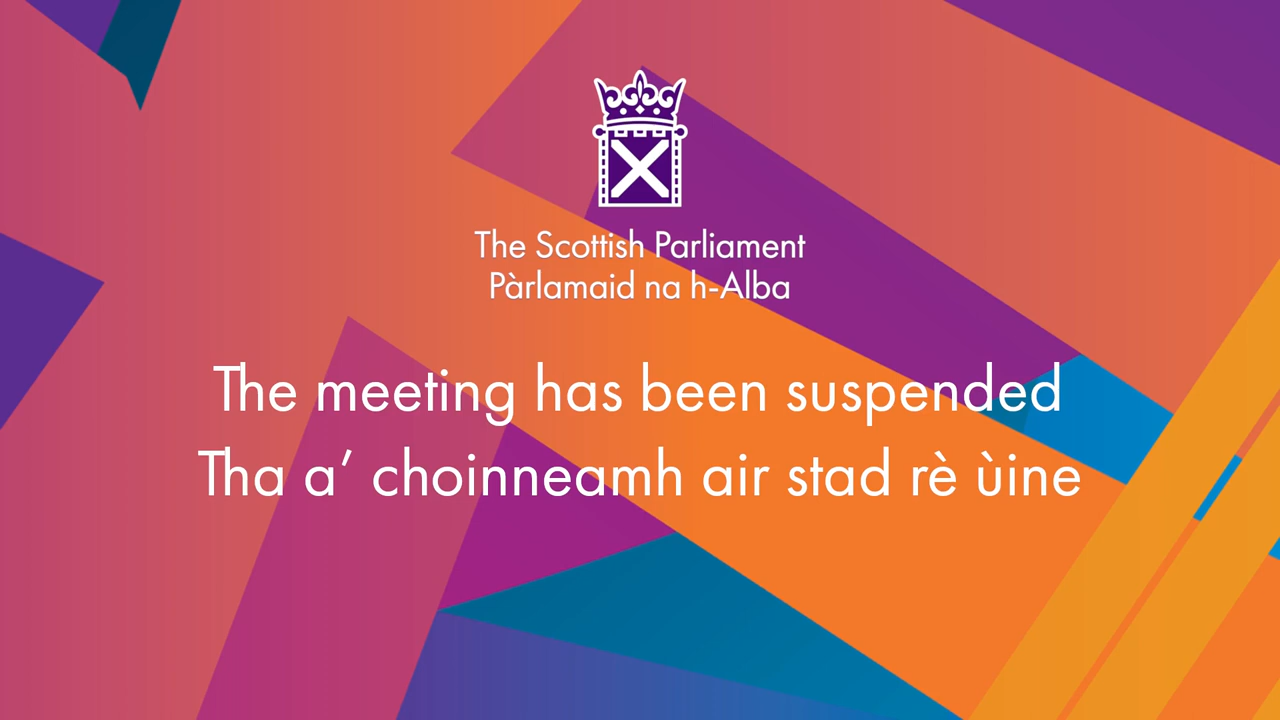 The Scottish Parliament
Pàrlamaid na h-Alba
The meeting has been suspended
Tha a’ choinneamh air stad rè ùine